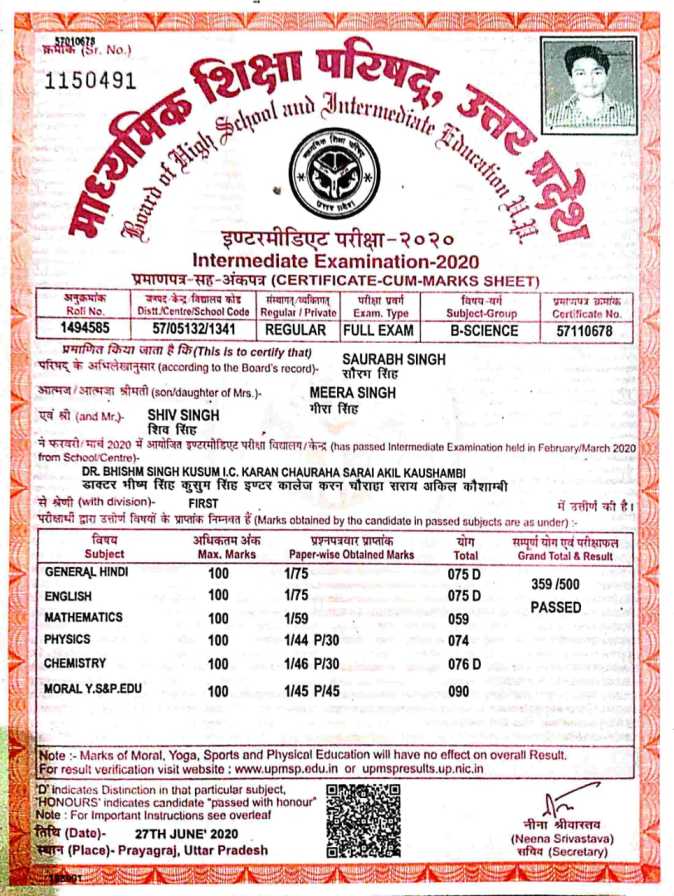 57010678
क्रमांक (Sr. No.)
1150491
माध्यमिक शिक्षा परिषद्, उत्तर प्रदेश
Board of High School and Intermediate Education U.P.
इण्टरमीडिएट परीक्षा-२०२०
Intermediate Examination-2020
प्रमाणपत्र-सह-अंकपत्र (CERTIFICATE-CUM-MARKS SHEET)
अनुक्रमांक जनपद/केन्द्र/विद्यालय कोड संस्थागत/व्यक्तिगत परीक्षा प्रवर्ग विषय-वर्ग प्रमाणपत्र क्रमांक
Roll No. Distt./Centre/School Code Regular / Private Exam. Type Subject-Group Certificate No.
1494585 57/05132/1341 REGULAR FULL EXAM B-SCIENCE 57110678
प्रमाणित किया जाता है कि (This is to certify that)
परिषद् के अभिलेखानुसार (according to the Board's record)- SAURABH SINGH
सौरभ सिंह
आत्मज/आत्मजा श्रीमती (son/daughter of Mrs.)- MEERA SINGH
मीरा सिंह
एवं श्री (and Mr.)- SHIV SINGH
शिव सिंह
ने फरवरी/मार्च 2020 में आयोजित इण्टरमीडिएट परीक्षा विद्यालय/केन्द्र (has passed Intermediate Examination held in February/March 2020
from School/Centre)-
DR. BHISHM SINGH KUSUM I.C. KARAN CHAURAHA SARAI AKIL KAUSHAMBI
डाक्टर भीष्म सिंह कुसुम सिंह इण्टर कालेज करन चौराहा सराय अकिल कौशाम्बी
से श्रेणी (with division)- FIRST में उत्तीर्ण की है।
परीक्षार्थी द्वारा उत्तीर्ण विषयों के प्राप्तांक निम्नवत हैं (Marks obtained by the candidate in passed subjects are as under) :-
विषय अधिकतम अंक प्रश्नपत्रवार प्राप्तांक योग सम्पूर्ण योग एवं परीक्षाफल
Subject Max. Marks Paper-wise Obtained Marks Total Grand Total & Result
GENERAL HINDI 100 1/75 075 D
359 /500
ENGLISH 100 1/75 075 D
PASSED
MATHEMATICS 100 1/59 059
PHYSICS 100 1/44 P/30 074
CHEMISTRY 100 1/46 P/30 076 D
MORAL Y.S&P.EDU 100 1/45 P/45 090
Note :- Marks of Moral, Yoga, Sports and Physical Education will have no effect on overall Result.
For result verification visit website : www.upmsp.edu.in or upmspresults.up.nic.in
'D' indicates Distinction in that particular subject,
'HONOURS' indicates candidate "passed with honour"
Note : For Important Instructions see overleaf
तिथि (Date)- 27TH JUNE' 2020
स्थान (Place)- Prayagraj, Uttar Pradesh
नीना श्रीवास्तव
(Neena Srivastava)
सचिव (Secretary)